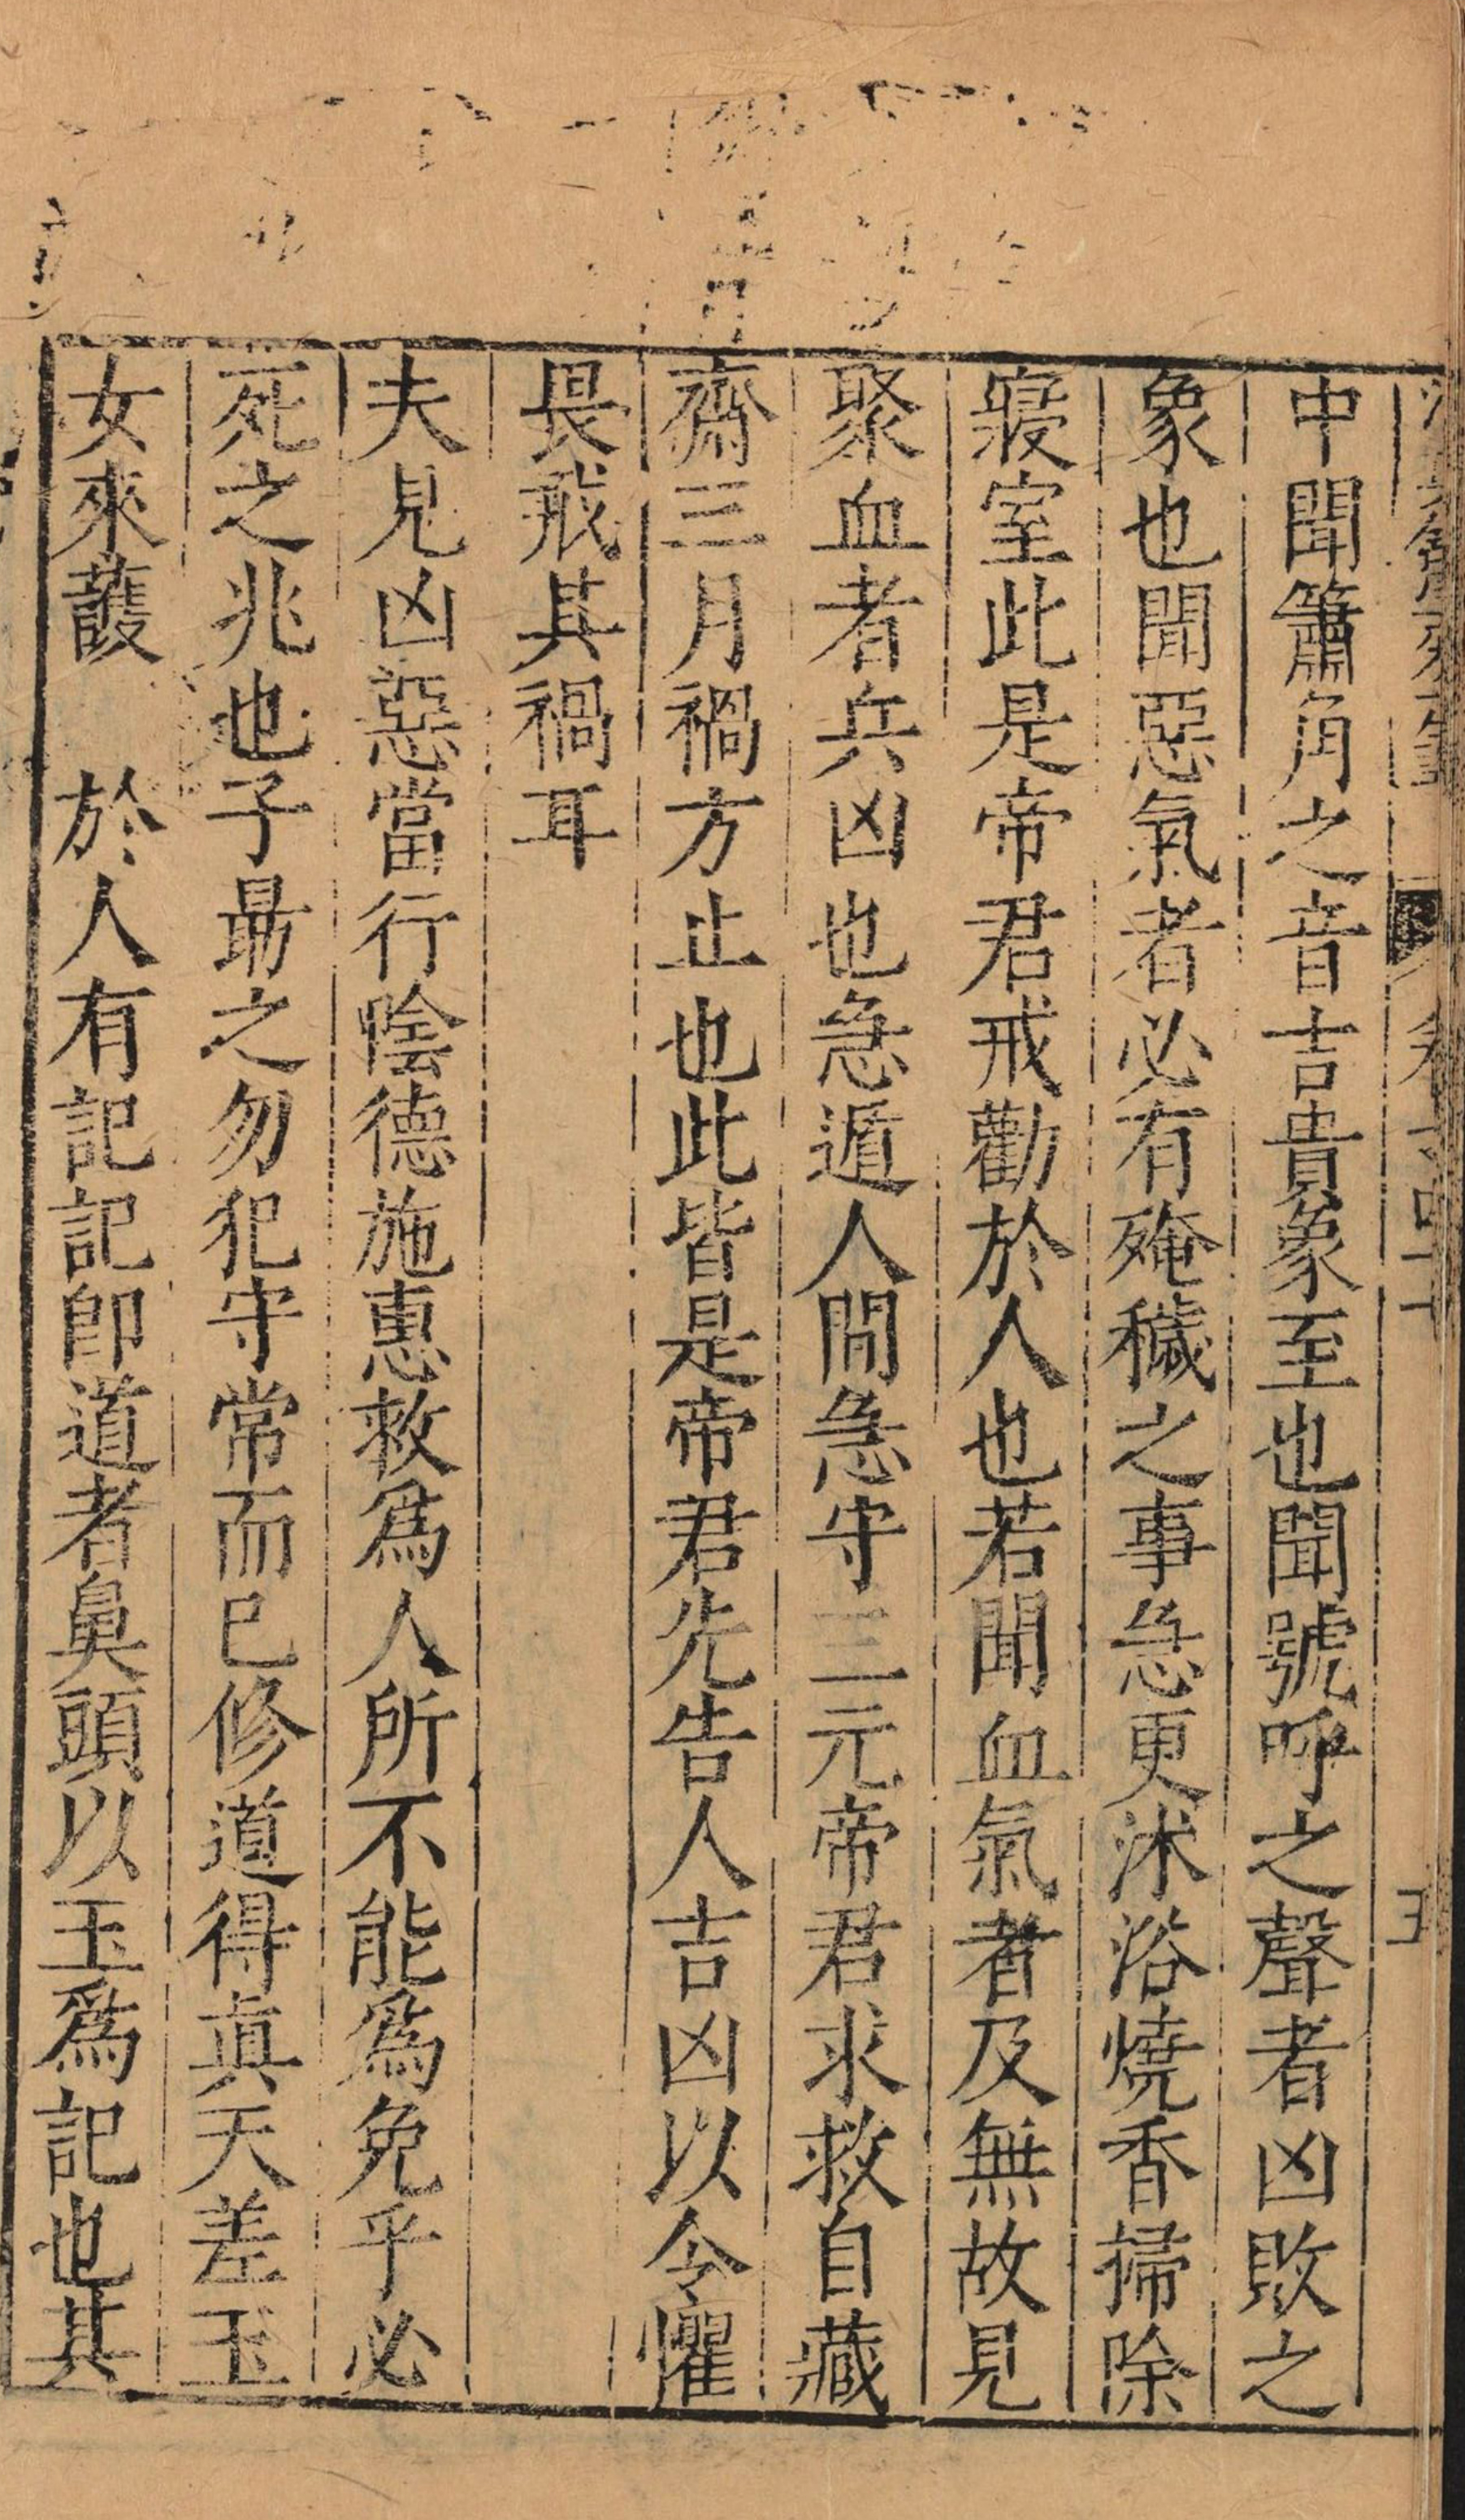 中聞簫角之音吉貴象至也聞號呼之聲者凶敗之
象也聞惡氣者必有殗穢之事急更沐浴燒香掃除
寢室此是帝君戒勸於人也若聞血氣者及無故見
聚血者兵凶也急遁人間急守三元帝君求救自藏
齋三月禍方止也此皆是帝君先告人吉凶以令懼
畏戒其禍耳
夫見凶惡當行陰德施惠救為人所不能為免乎必
死之兆也子勗之勿犯守常而已修道得真天差玉
女來護 於人有記記即道者鼻頭以玉為記也其